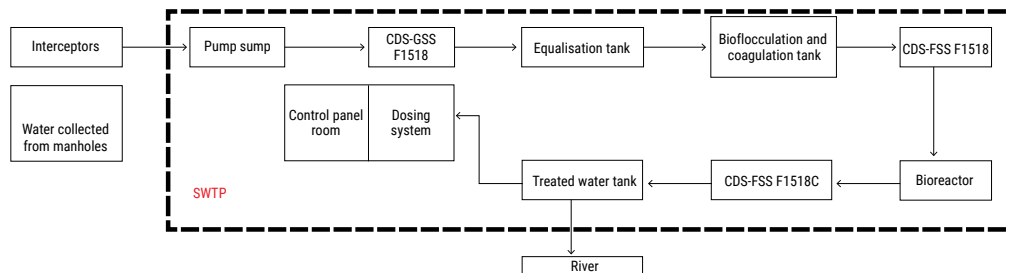 Interceptors
Pump sump
CDS-GSS
F1518
Equalisation tank
Bioflocculation and
coagulation tank
CDS-FSS F1518
Water collected
from manholes
Control panel
room
Dosing
system
SWTP
Treated water tank
CDS-FSS F1518C
Bioreactor
River